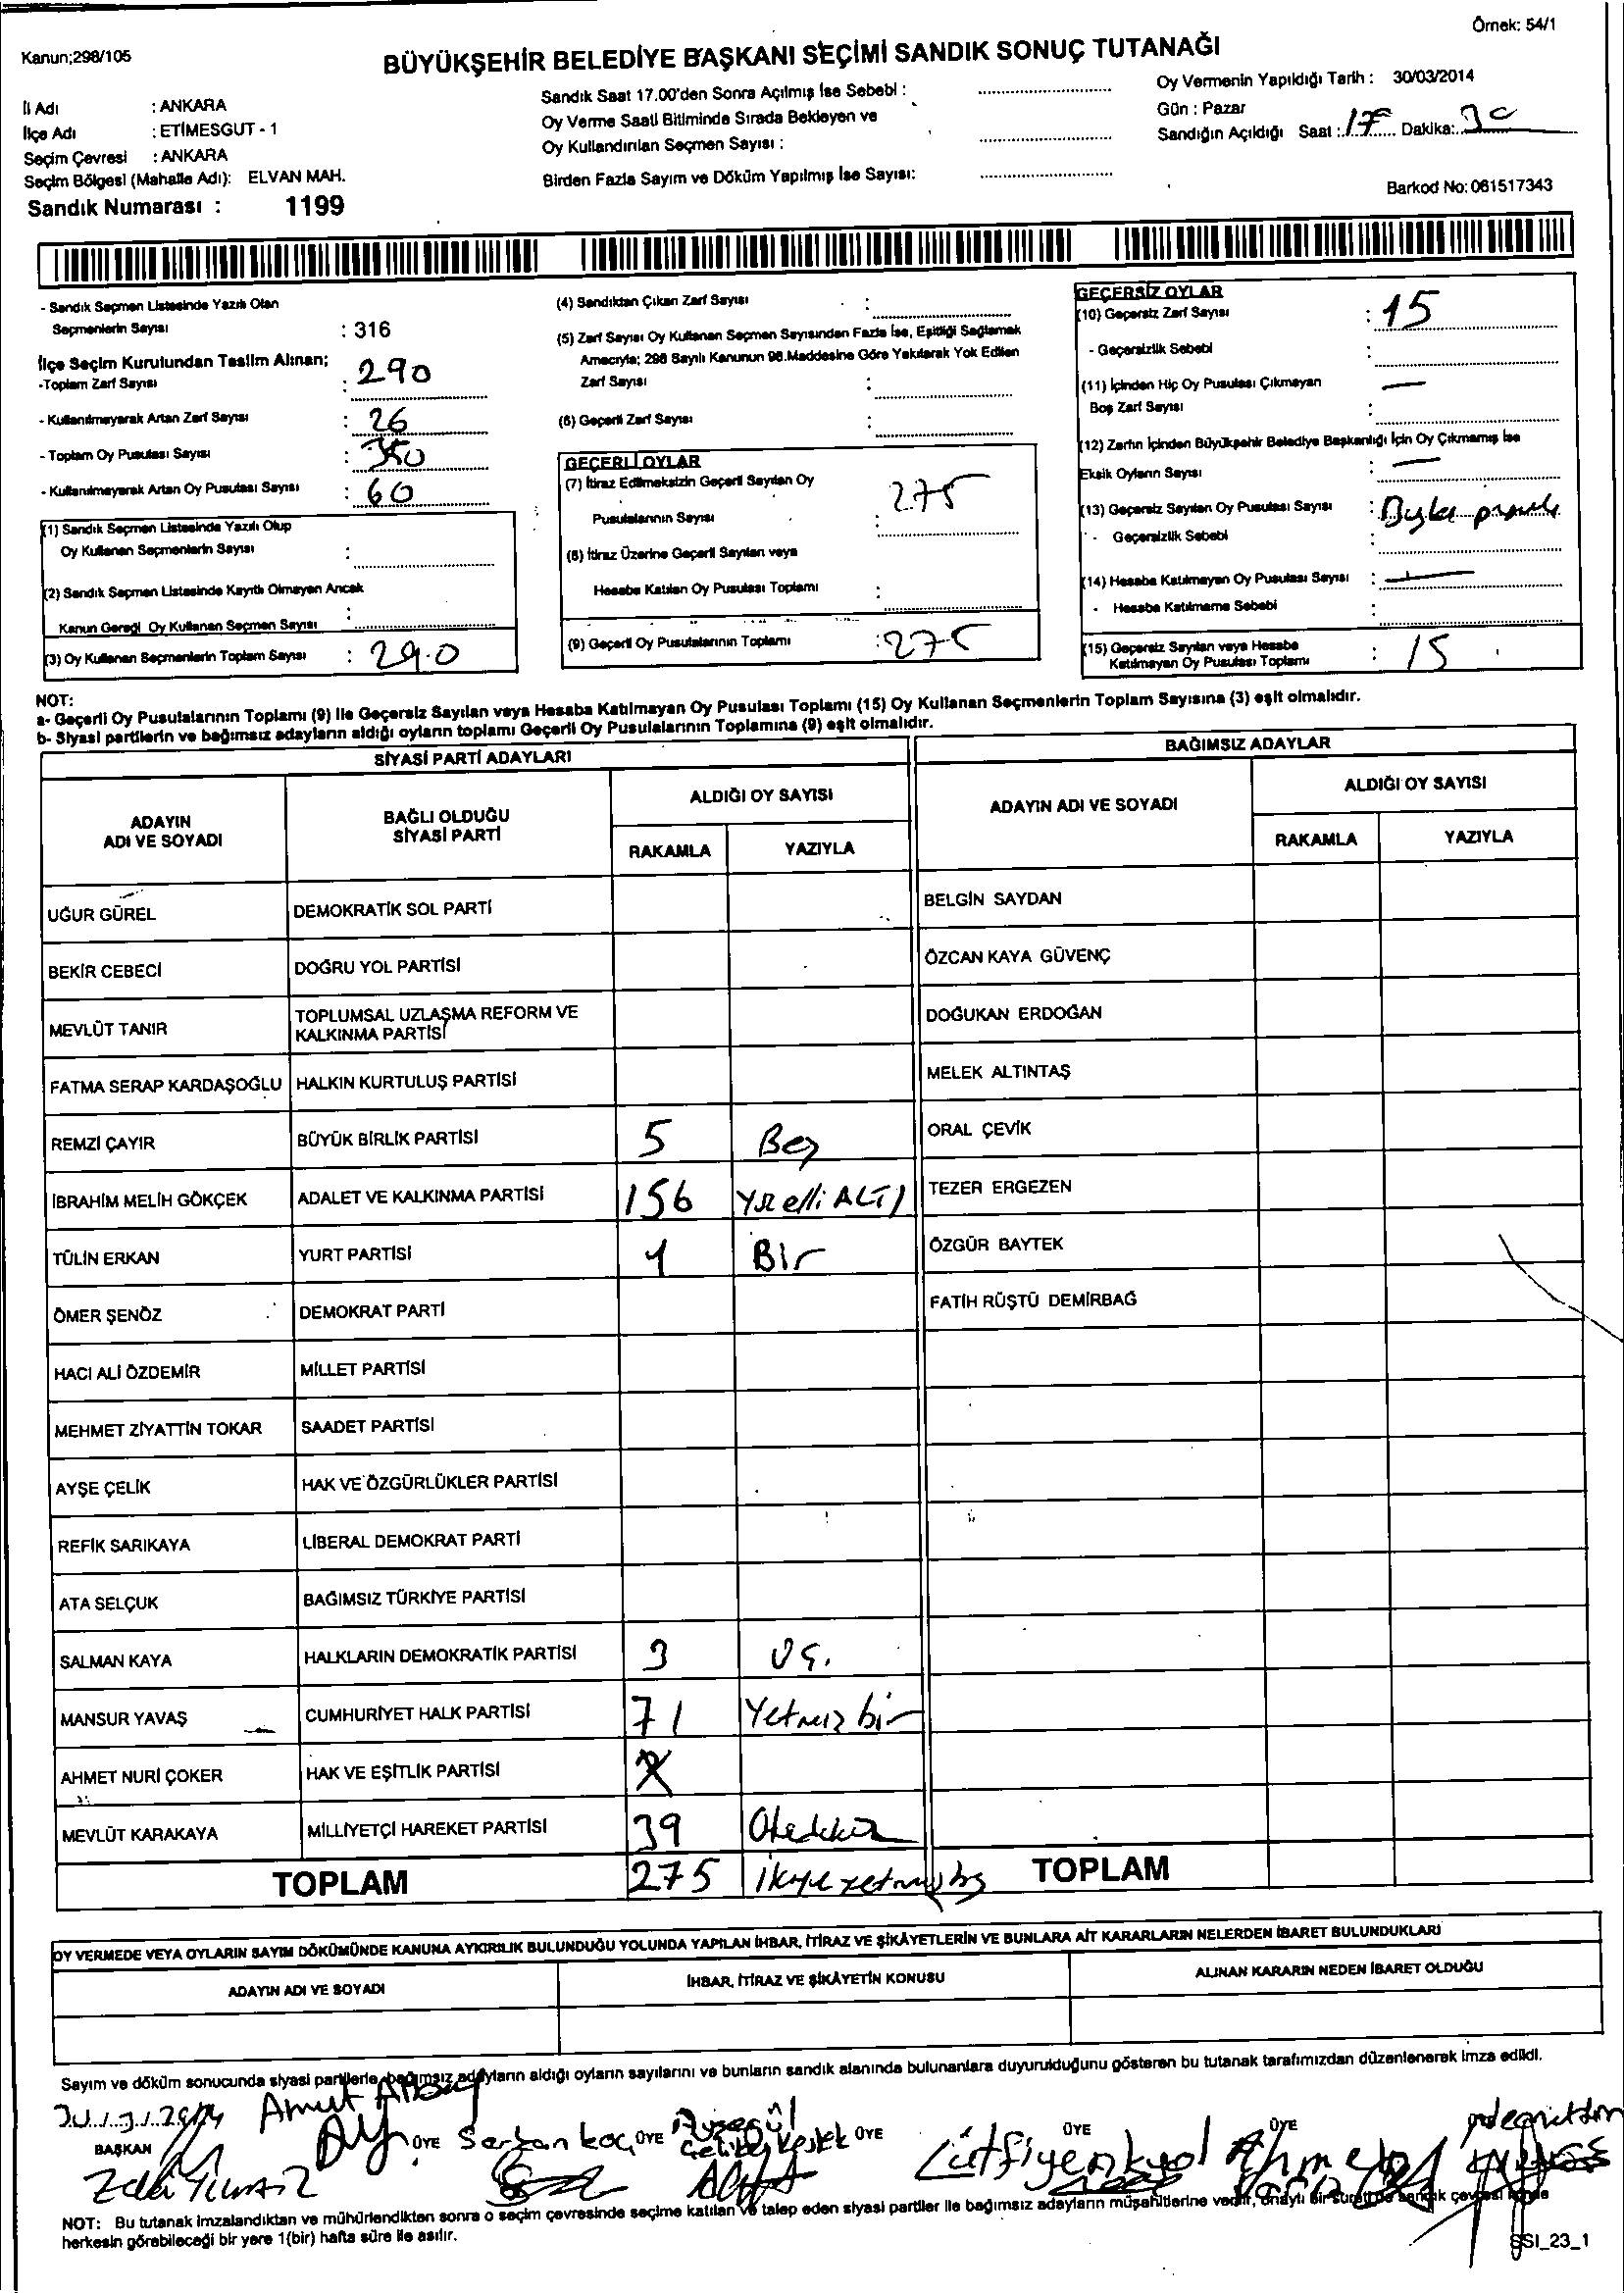 Örnek: 54/1
Kanun;298/105
BÜYÜKŞEHİR BELEDİYE BAŞKANI SEÇİMİ SANDIK SONUÇ TUTANAĞI
İl Adı : ANKARA
İlçe Adı : ETİMESGUT - 1
Seçim Çevresi : ANKARA
Seçim Bölgesi (Mahalle Adı): ELVAN MAH.
Sandık Numarası : 1199
Sandık Saat 17.00'den Sonra Açılmış İse Sebebi :
Oy Verme Saati Bitiminde Sırada Bekleyen ve
Oy Kullandırılan Seçmen Sayısı :
Birden Fazla Sayım ve Döküm Yapılmış İse Sayısı:
Oy Vermenin Yapıldığı Tarih : 30/03/2014
Gün : Pazar
Sandığın Açıldığı Saat : 17 Dakika: 30
Barkod No: 061517343
- Sandık Seçmen Listesinde Yazılı Olan
Seçmenlerin Sayısı : 316
İlçe Seçim Kurulundan Teslim Alınan;
-Toplam Zarf Sayısı : 290
- Kullanılmayarak Artan Zarf Sayısı : 26
- Toplam Oy Pusulası Sayısı : 350
- Kullanılmayarak Artan Oy Pusulası Sayısı : 60
(1) Sandık Seçmen Listesinde Yazılı Olup
Oy Kullanan Seçmenlerin Sayısı :
(2) Sandık Seçmen Listesinde Kayıtlı Olmayan Ancak
Kanun Gereği Oy Kullanan Seçmen Sayısı :
(3) Oy Kullanan Seçmenlerin Toplam Sayısı : 290
(4) Sandıktan Çıkan Zarf Sayısı :
(5) Zarf Sayısı Oy Kullanan Seçmen Sayısından Fazla İse, Eşitliği Sağlamak
Amacıyla; 298 Sayılı Kanunun 98.Maddesine Göre Yakılarak Yok Edilen
Zarf Sayısı :
(6) Geçerli Zarf Sayısı :
GEÇERLİ OYLAR
(7) İtiraz Edilmeksizin Geçerli Sayılan Oy
Pusulalarının Sayısı : 275
(8) İtiraz Üzerine Geçerli Sayılan veya
Hesaba Katılan Oy Pusulası Toplamı :
(9) Geçerli Oy Pusulalarının Toplamı : 275
GEÇERSİZ OYLAR
(10) Geçersiz Zarf Sayısı : 15
- Geçersizlik Sebebi :
(11) İçinden Hiç Oy Pusulası Çıkmayan —
Boş Zarf Sayısı :
(12) Zarfın İçinden Büyükşehir Belediye Başkanlığı İçin Oy Çıkmamış İse
Eksik Oyların Sayısı : —
(13) Geçersiz Sayılan Oy Pusulası Sayısı :
- Geçersizlik Sebebi :
(14) Hesaba Katılmayan Oy Pusulası Sayısı : —
- Hesaba Katılmama Sebebi :
(15) Geçersiz Sayılan veya Hesaba
Katılmayan Oy Pusulası Toplamı : 15
NOT:
a- Geçerli Oy Pusulalarının Toplamı (9) İle Geçersiz Sayılan veya Hesaba Katılmayan Oy Pusulası Toplamı (15) Oy Kullanan Seçmenlerin Toplam Sayısına (3) eşit olmalıdır.
b- Siyasi partilerin ve bağımsız adayların aldığı oyların toplamı Geçerli Oy Pusulalarının Toplamına (9) eşit olmalıdır.
SİYASİ PARTİ ADAYLARI BAĞIMSIZ ADAYLAR
ADAYIN ADI VE SOYADI BAĞLI OLDUĞU SİYASİ PARTİ ALDIĞI OY SAYISI ADAYIN ADI VE SOYADI ALDIĞI OY SAYISI
RAKAMLA YAZIYLA RAKAMLA YAZIYLA
UĞUR GÜREL DEMOKRATİK SOL PARTİ BELGİN SAYDAN
BEKİR CEBECİ DOĞRU YOL PARTİSİ ÖZCAN KAYA GÜVENÇ
MEVLÜT TANIR TOPLUMSAL UZLAŞMA REFORM VE KALKINMA PARTİSİ DOĞUKAN ERDOĞAN
FATMA SERAP KARDAŞOĞLU HALKIN KURTULUŞ PARTİSİ MELEK ALTINTAŞ
REMZİ ÇAYIR BÜYÜK BİRLİK PARTİSİ 5 Beş ORAL ÇEVİK
İBRAHİM MELİH GÖKÇEK ADALET VE KALKINMA PARTİSİ 156 Yüz elli ALTI TEZER ERGEZEN
TÜLİN ERKAN YURT PARTİSİ 1 Bir ÖZGÜR BAYTEK
ÖMER ŞENÖZ DEMOKRAT PARTİ FATİH RÜŞTÜ DEMİRBAĞ
HACI ALİ ÖZDEMİR MİLLET PARTİSİ
MEHMET ZİYATTİN TOKAR SAADET PARTİSİ
AYŞE ÇELİK HAK VE ÖZGÜRLÜKLER PARTİSİ
REFİK SARIKAYA LİBERAL DEMOKRAT PARTİ
ATA SELÇUK BAĞIMSIZ TÜRKİYE PARTİSİ
SALMAN KAYA HALKLARIN DEMOKRATİK PARTİSİ 3 Üç.
MANSUR YAVAŞ CUMHURİYET HALK PARTİSİ 71 Yetmiz bir
AHMET NURİ ÇOKER HAK VE EŞİTLİK PARTİSİ
MEVLÜT KARAKAYA MİLLİYETÇİ HAREKET PARTİSİ 39
TOPLAM 275 TOPLAM
OY VERMEDE VEYA OYLARIN SAYIM DÖKÜMÜNDE KANUNA AYKIRILIK BULUNDUĞU YOLUNDA YAPILAN İHBAR, İTİRAZ VE ŞİKÂYETLERİN VE BUNLARA AİT KARARLARIN NELERDEN İBARET BULUNDUKLARI
ADAYIN ADI VE SOYADI İHBAR, İTİRAZ VE ŞİKÂYETİN KONUSU ALINAN KARARIN NEDEN İBARET OLDUĞU
Sayım ve döküm sonucunda siyasi partilerle bağımsız adayların aldığı oyların sayılarını ve bunların sandık alanında bulunanlara duyurulduğunu gösteren bu tutanak tarafımızdan düzenlenerek imza edildi.
BAŞKAN ÜYE Serkan koç ÜYE Ayşegül ÜYE ÜYE ÜYE
NOT: Bu tutanak imzalandıktan ve mühürlendikten sonra o seçim çevresinde seçime katılan ve talep eden siyasi partiler ile bağımsız adayların müşahitlerine verilir, onaylı bir sureti de sandık çevresi içinde
herkesin görebileceği bir yere 1(bir) hafta süre ile asılır.
SSI_23_1